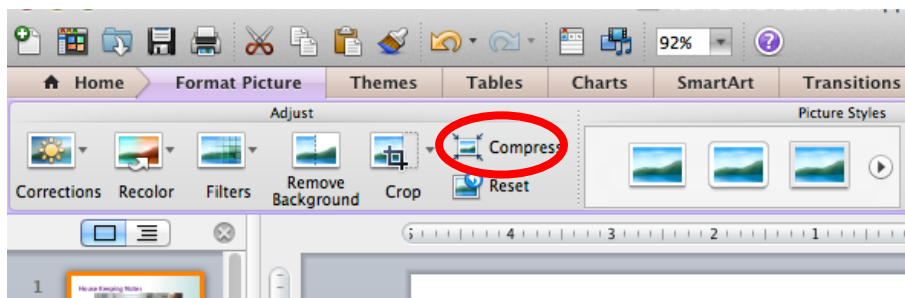 92%
Home Format Picture Themes Tables Charts SmartArt Transitions
Adjust Picture Styles
Corrections Recolor Filters Remove Background Crop Compress Reset
5 4 3 2 1
1 House Keeping Notes